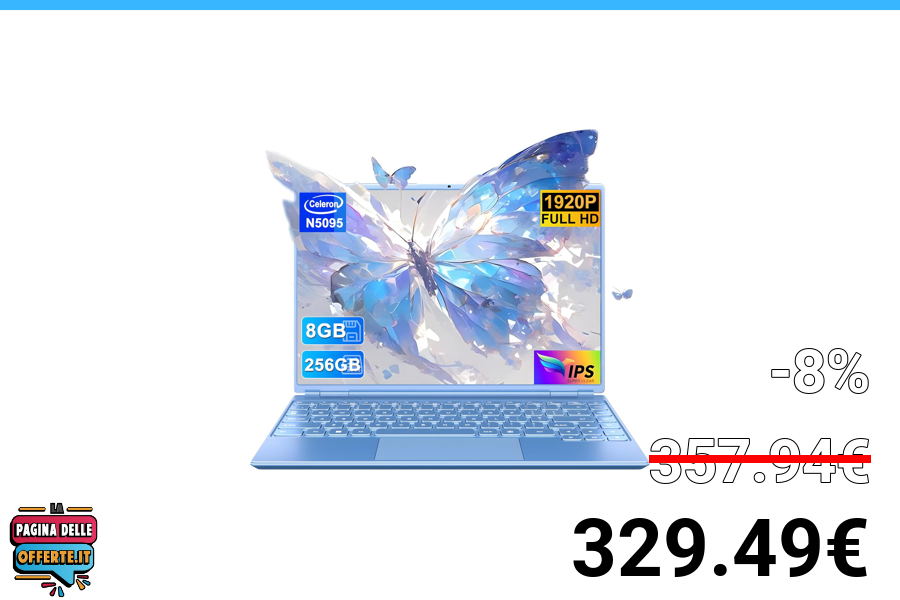 Celeron
N5095
1920P
FULL HD
8GB
256GB
IPS
-8%
357.94€
329.49€
LA
PAGINA DELLE
OFFERTE.IT